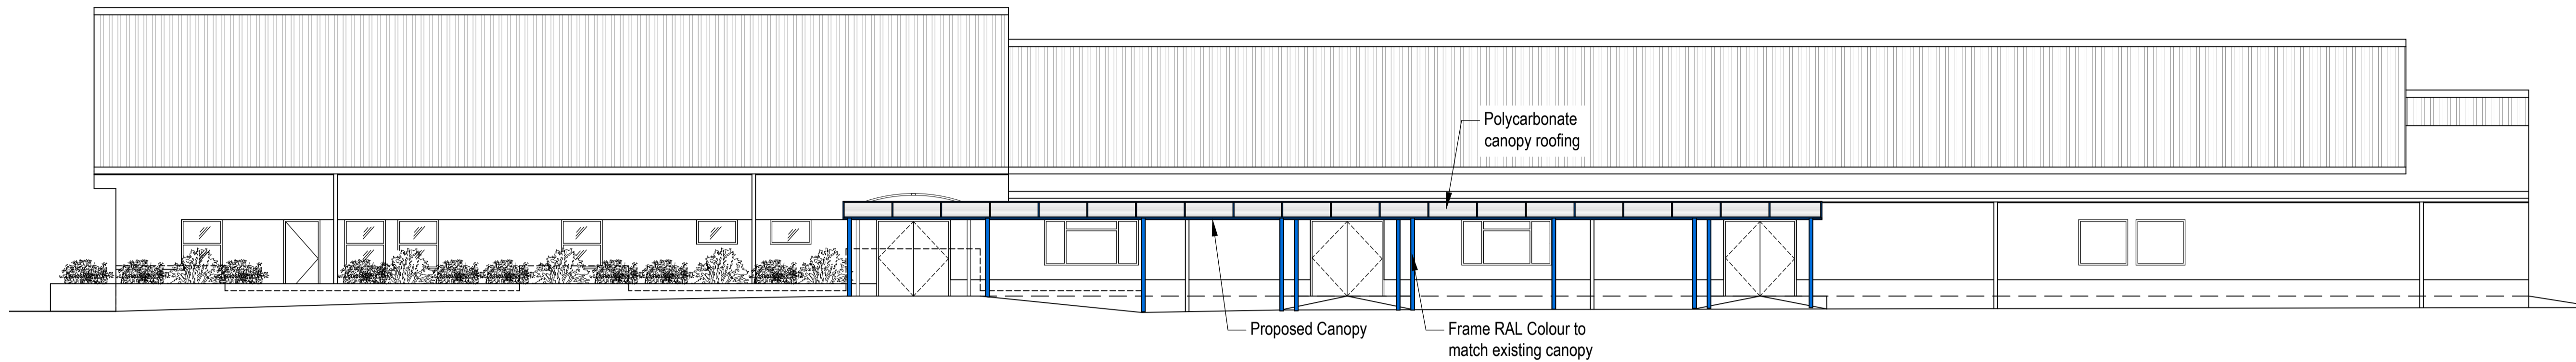 Polycarbonate
canopy roofing
Proposed Canopy
Frame RAL Colour to
match existing canopy